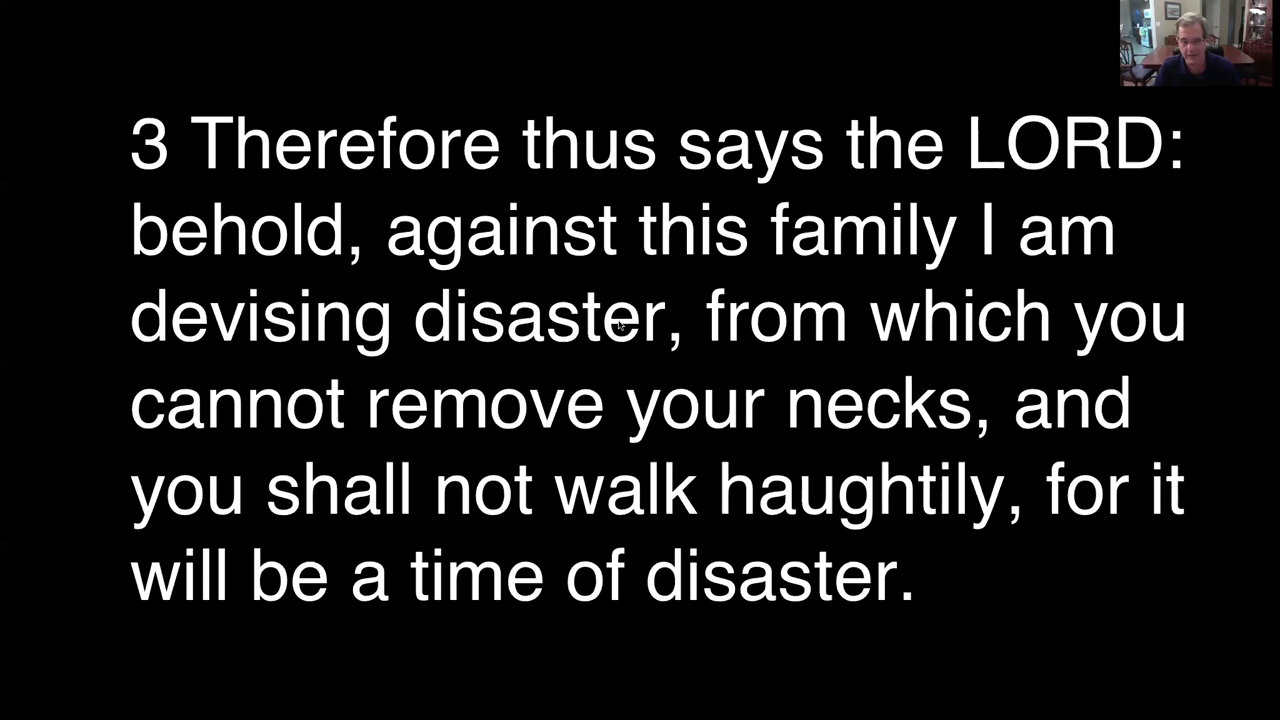 3 Therefore thus says the LORD:
behold, against this family I am
devising disaster, from which you
cannot remove your necks, and
you shall not walk haughtily, for it
will be a time of disaster.